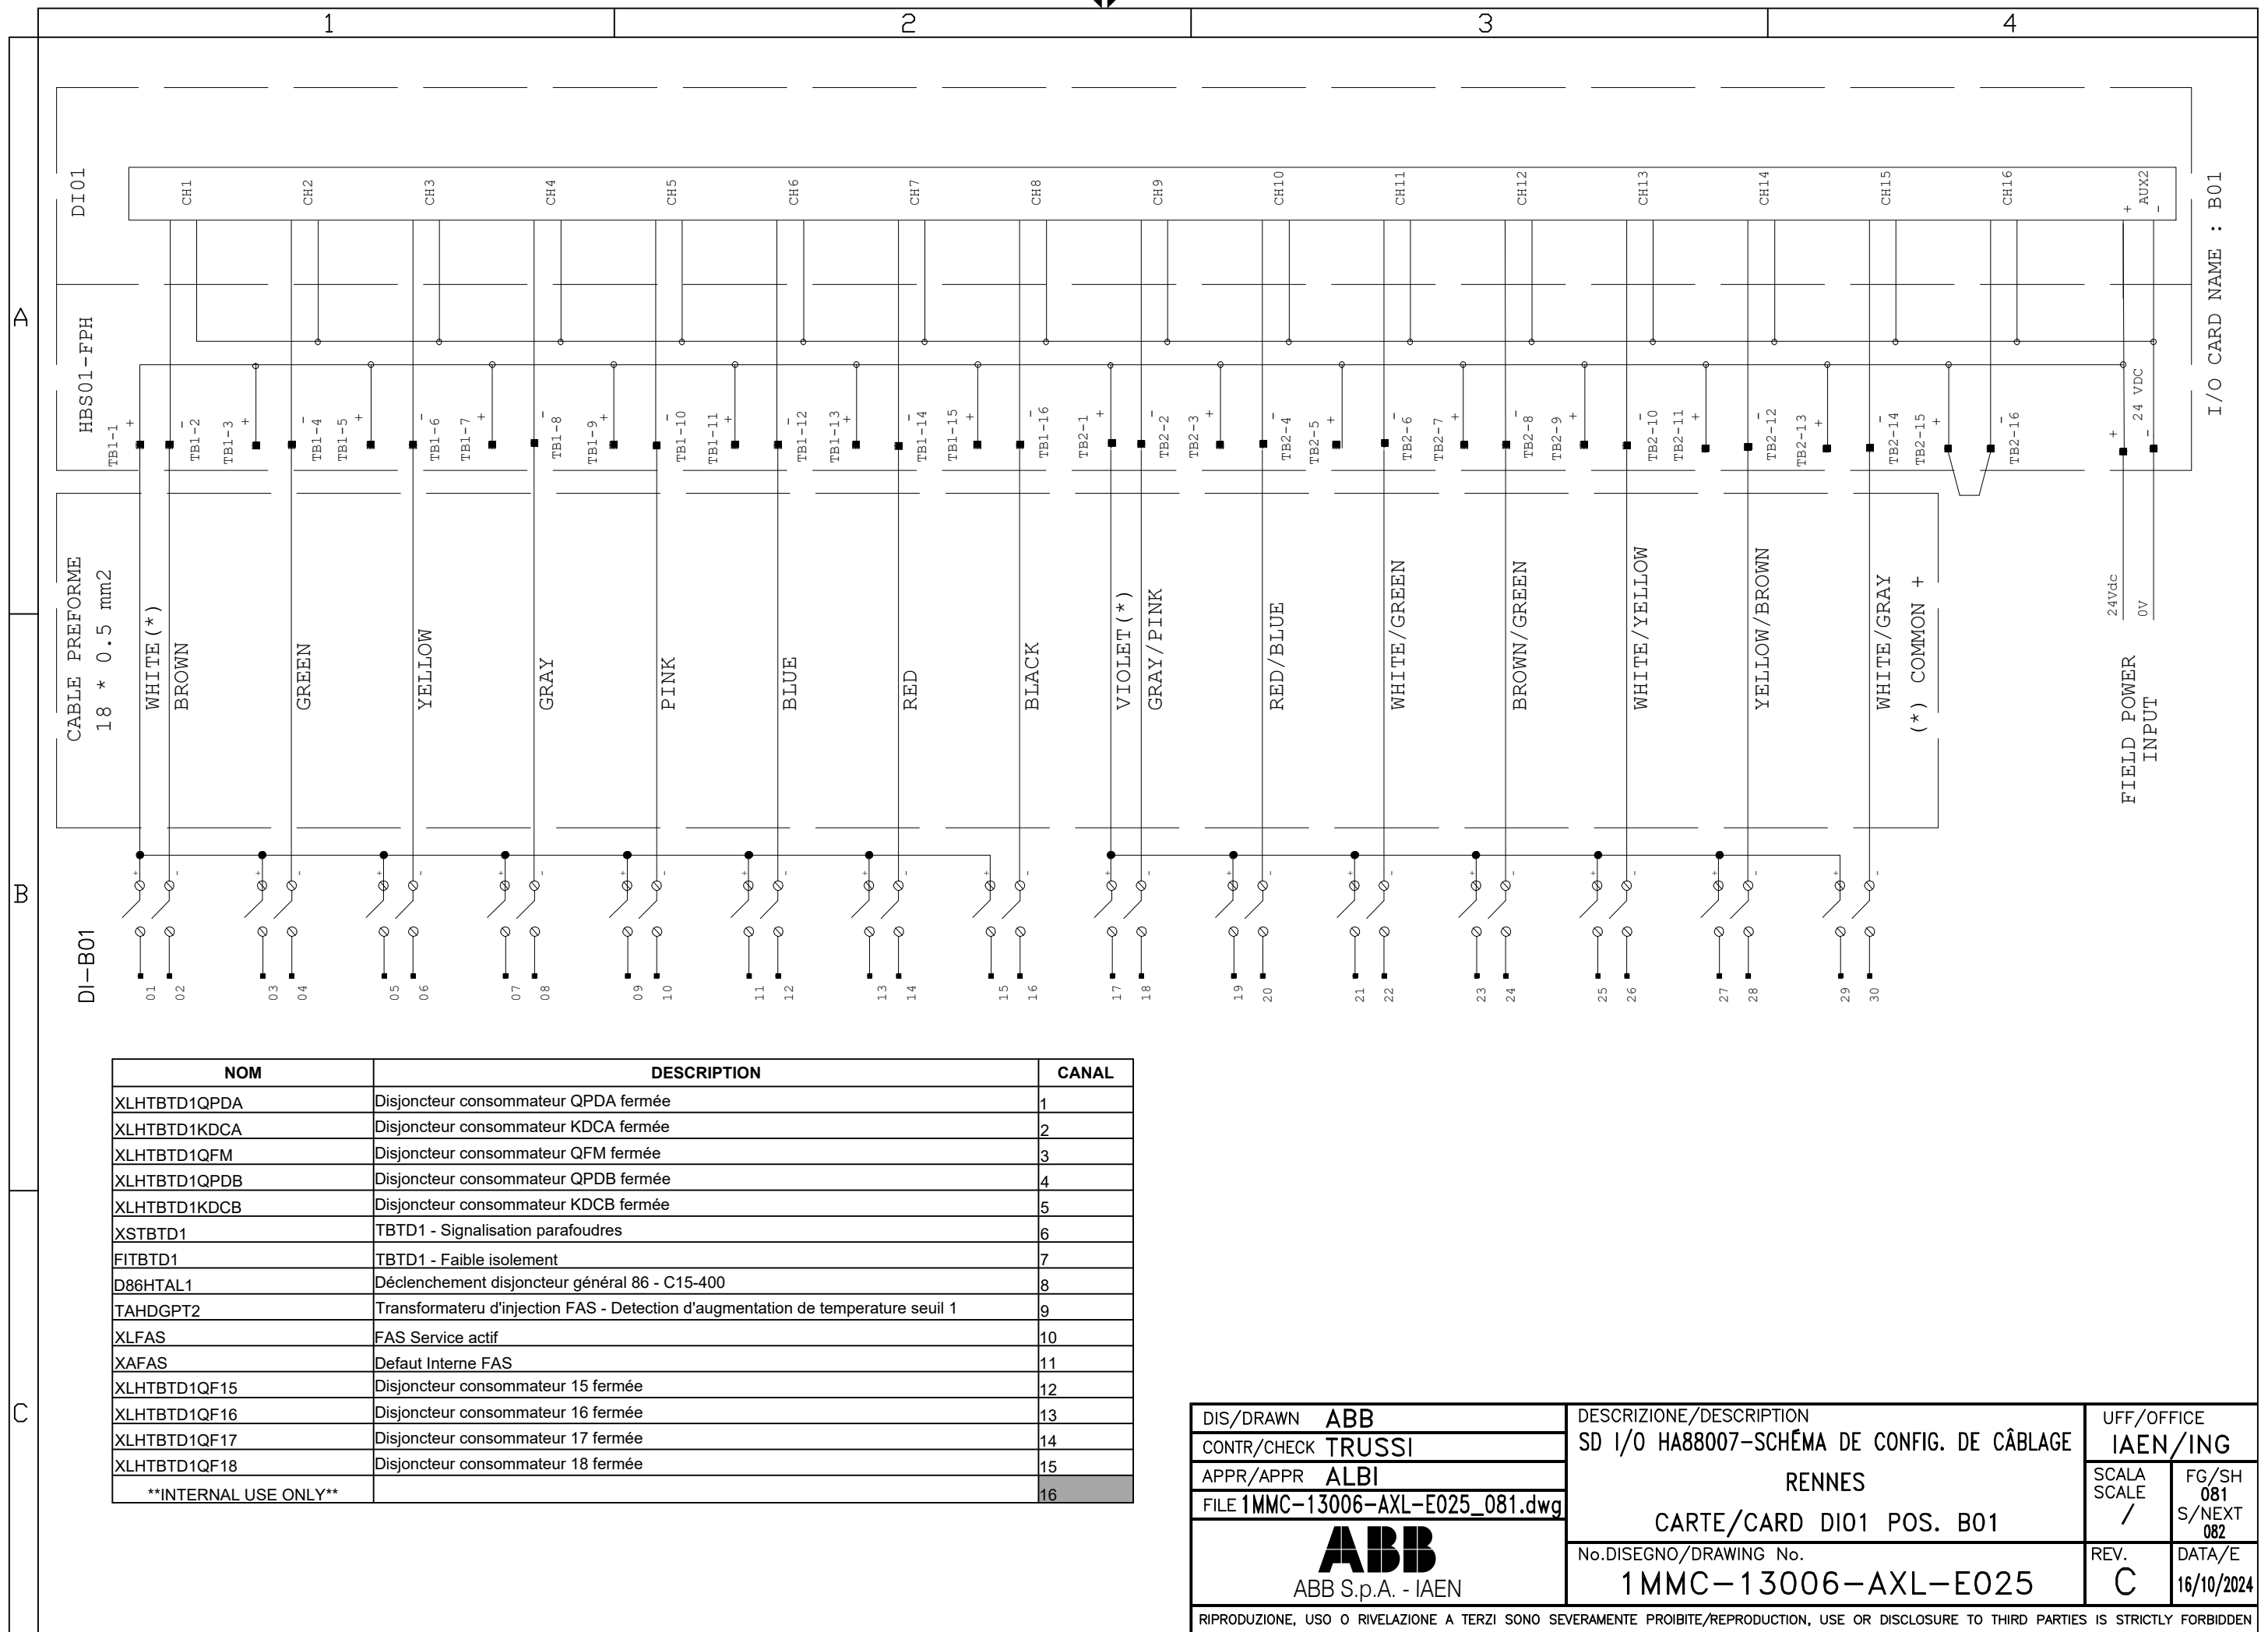 1 2 3 4
A
B
C
DI01
CH1 CH2 CH3 CH4 CH5 CH6 CH7 CH8 CH9 CH10 CH11 CH12 CH13 CH14 CH15 CH16 + AUX2 -
I/O CARD NAME : B01
HBS01-FPH
TB1-1 + TB1-2 - TB1-3 + TB1-4 - TB1-5 + TB1-6 - TB1-7 + TB1-8 - TB1-9 + TB1-10 - TB1-11 + TB1-12 - TB1-13 + TB1-14 - TB1-15 + TB1-16 - TB2-1 + TB2-2 - TB2-3 + TB2-4 - TB2-5 + TB2-6 - TB2-7 + TB2-8 - TB2-9 + TB2-10 - TB2-11 + TB2-12 - TB2-13 + TB2-14 - TB2-15 + TB2-16 - + 24 VDC -
CABLE PREFORME
18 * 0.5 mm2
WHITE(*)
BROWN
GREEN
YELLOW
GRAY
PINK
BLUE
RED
BLACK
VIOLET(*)
GRAY/PINK
RED/BLUE
WHITE/GREEN
BROWN/GREEN
WHITE/YELLOW
YELLOW/BROWN
WHITE/GRAY
(*) COMMON +
24Vdc
0V
FIELD POWER
INPUT
+ - + - + - + - + - + - + - + - + - + - + - + - + - + - + -
DI-B01
01 02 03 04 05 06 07 08 09 10 11 12 13 14 15 16 17 18 19 20 21 22 23 24 25 26 27 28 29 30
NOM DESCRIPTION CANAL
XLHTBTD1QPDA Disjoncteur consommateur QPDA fermée 1
XLHTBTD1KDCA Disjoncteur consommateur KDCA fermée 2
XLHTBTD1QFM Disjoncteur consommateur QFM fermée 3
XLHTBTD1QPDB Disjoncteur consommateur QPDB fermée 4
XLHTBTD1KDCB Disjoncteur consommateur KDCB fermée 5
XSTBTD1 TBTD1 - Signalisation parafoudres 6
FITBTD1 TBTD1 - Faible isolement 7
D86HTAL1 Déclenchement disjoncteur général 86 - C15-400 8
TAHDGPT2 Transformateru d'injection FAS - Detection d'augmentation de temperature seuil 1 9
XLFAS FAS Service actif 10
XAFAS Defaut Interne FAS 11
XLHTBTD1QF15 Disjoncteur consommateur 15 fermée 12
XLHTBTD1QF16 Disjoncteur consommateur 16 fermée 13
XLHTBTD1QF17 Disjoncteur consommateur 17 fermée 14
XLHTBTD1QF18 Disjoncteur consommateur 18 fermée 15
**INTERNAL USE ONLY** 16
DIS/DRAWN ABB
CONTR/CHECK TRUSSI
APPR/APPR ALBI
FILE 1MMC-13006-AXL-E025_081.dwg
ABB
ABB S.p.A. - IAEN
DESCRIZIONE/DESCRIPTION
SD I/O HA88007-SCHÉMA DE CONFIG. DE CÂBLAGE
RENNES
CARTE/CARD DI01 POS. B01
No.DISEGNO/DRAWING No.
1MMC-13006-AXL-E025
UFF/OFFICE
IAEN/ING
SCALA
SCALE
/
FG/SH
081
S/NEXT
082
REV.
C
DATA/E
16/10/2024
RIPRODUZIONE, USO O RIVELAZIONE A TERZI SONO SEVERAMENTE PROIBITE/REPRODUCTION, USE OR DISCLOSURE TO THIRD PARTIES IS STRICTLY FORBIDDEN